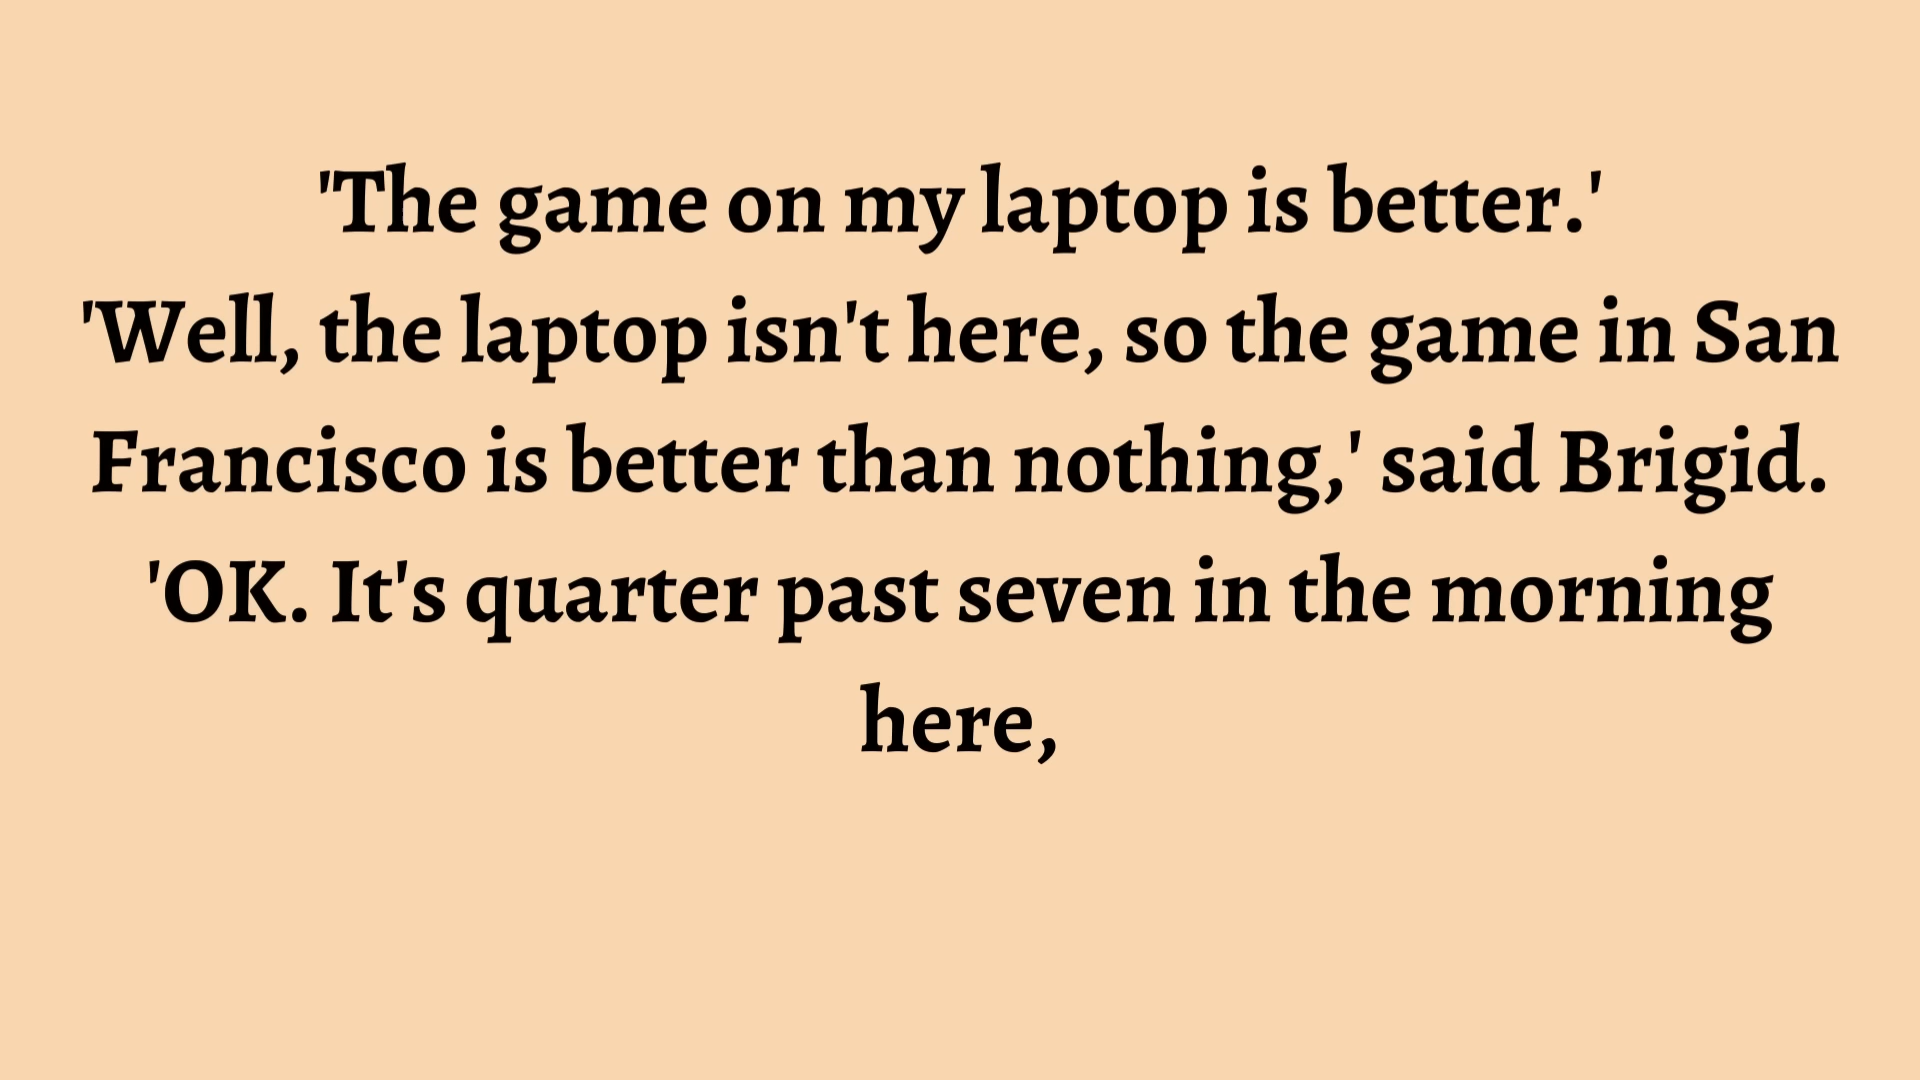 'The game on my laptop is better.'
'Well, the laptop isn't here, so the game in San
Francisco is better than nothing,' said Brigid.
'OK. It's quarter past seven in the morning
here,